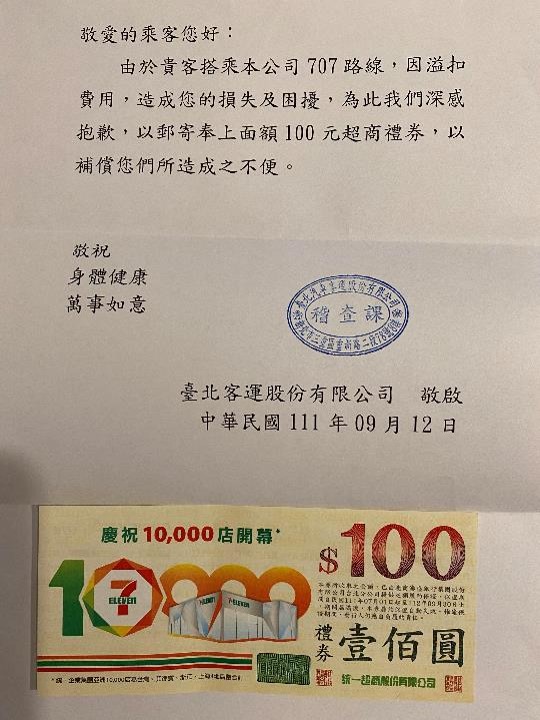 敬愛的乘客您好：
由於貴客搭乘本公司 707 路線，因溢扣
費用，造成您的損失及困擾，為此我們深感
抱歉，以郵寄奉上面額 100 元超商禮券，以
補償您們所造成之不便。
敬祝
身體健康
萬事如意
臺北汽車客運股份有限公司
稽查課
臺北客運股份有限公司 敬啟
中華民國 111 年 09 月 12 日
慶祝 10,000 店開幕*
$100
10000
7
ELEVEN
7-ELEVEN
禮券
壹佰圓
統一超商股份有限公司